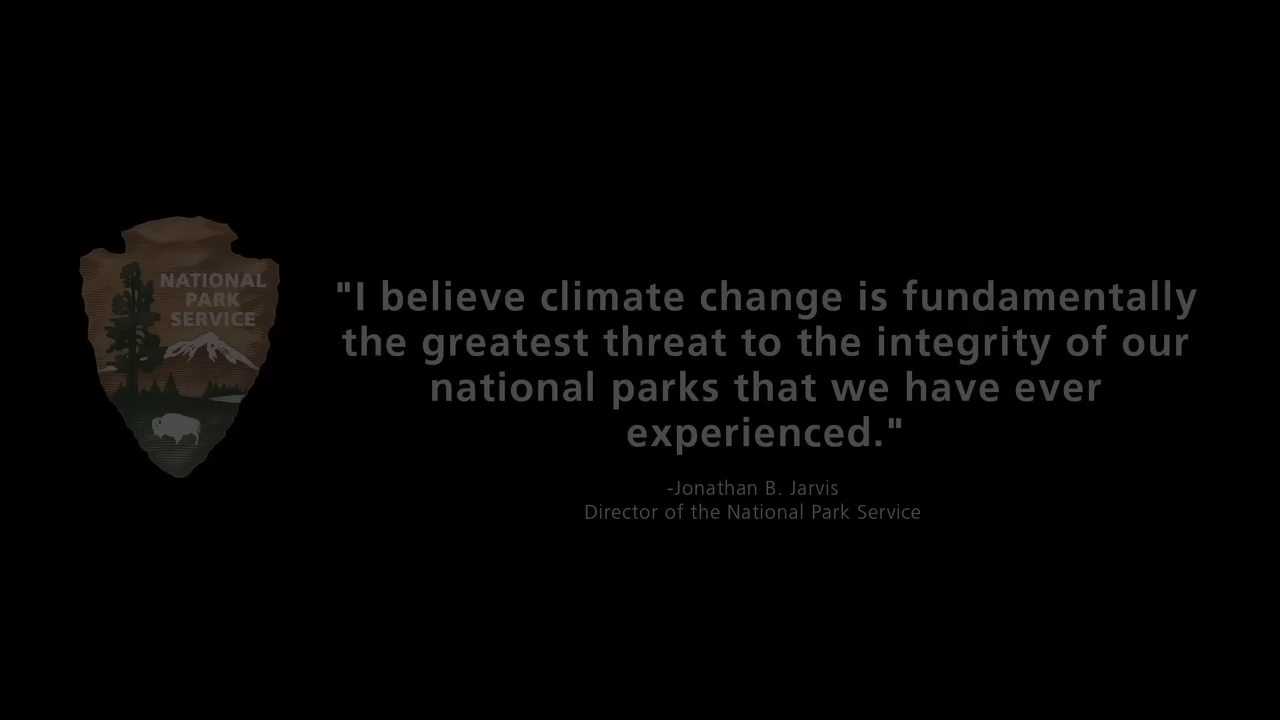 NATIONAL
PARK
SERVICE
"I believe climate change is fundamentally
the greatest threat to the integrity of our
national parks that we have ever
experienced."
-Jonathan B. Jarvis
Director of the National Park Service